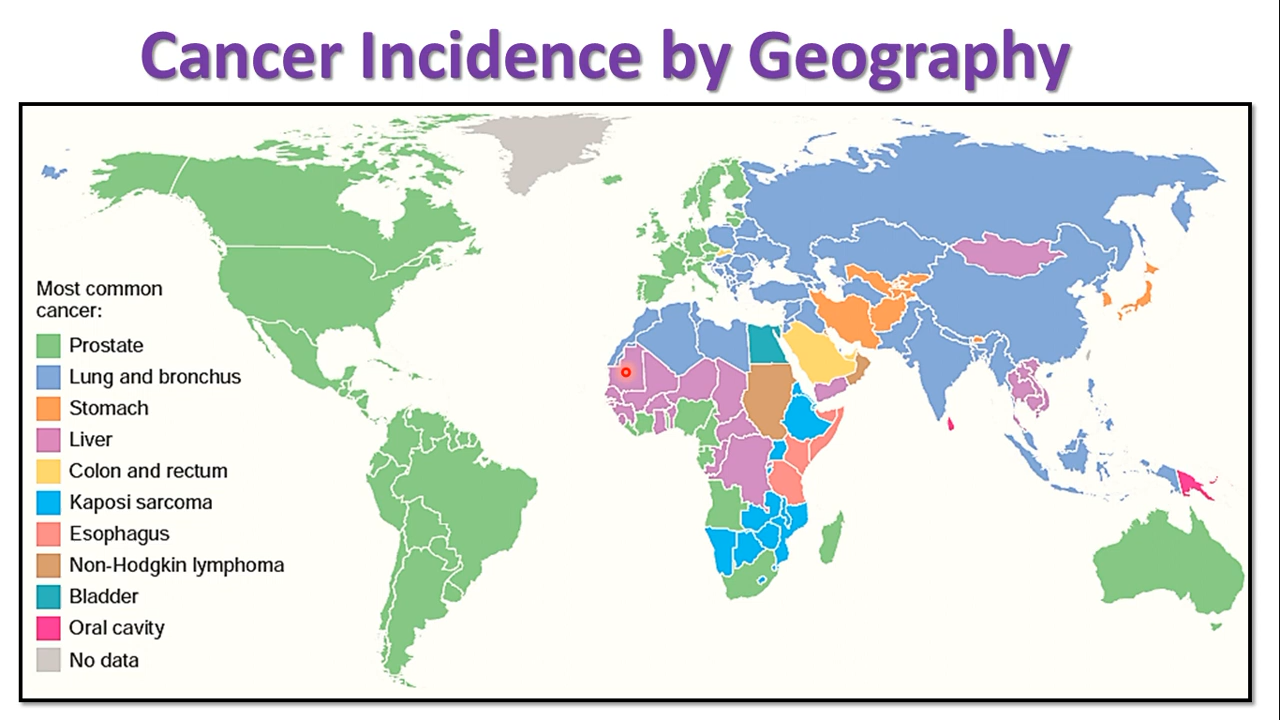 Cancer Incidence by Geography
Most common
cancer:
Prostate
Lung and bronchus
Stomach
Liver
Colon and rectum
Kaposi sarcoma
Esophagus
Non-Hodgkin lymphoma
Bladder
Oral cavity
No data